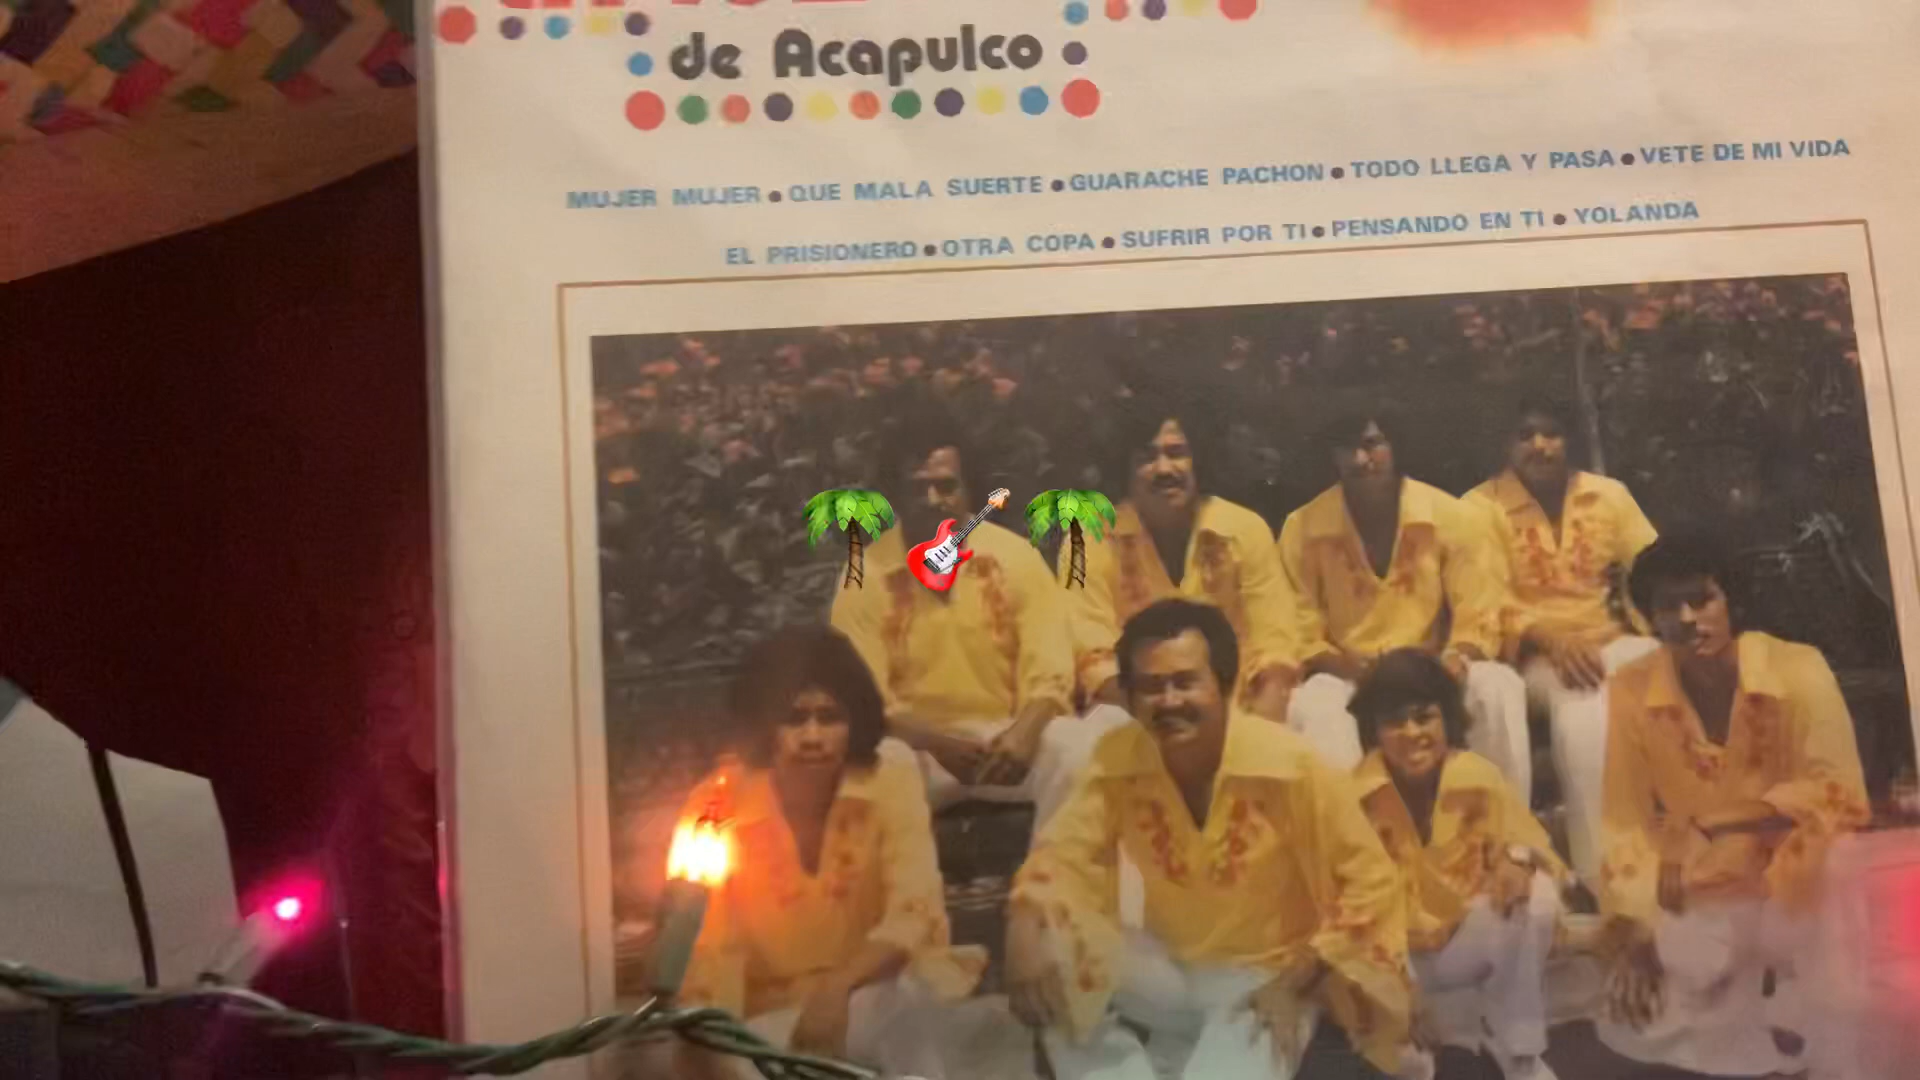 de Acapulco
MUJER MUJER ● QUE MALA SUERTE ● GUARACHE PACHON ● TODO LLEGA Y PASA ● VETE DE MI VIDA
EL PRISIONERO ● OTRA COPA ● SUFRIR POR TI ● PENSANDO EN TI ● YOLANDA